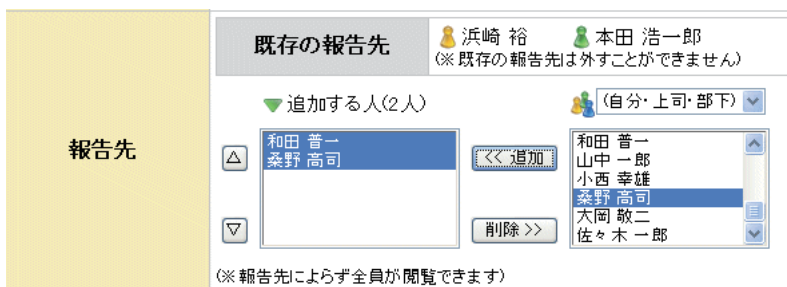 報告先
既存の報告先
浜崎 裕
本田 浩一郎
(※既存の報告先は外すことができません)
追加する人(2人)
(自分・上司・部下)
和田 普一
桑野 高司
<< 追加
削除 >>
和田 普一
山中 一郎
小西 幸雄
桑野 高司
大岡 敬二
佐々木 一郎
(※報告先によらず全員が閲覧できます)